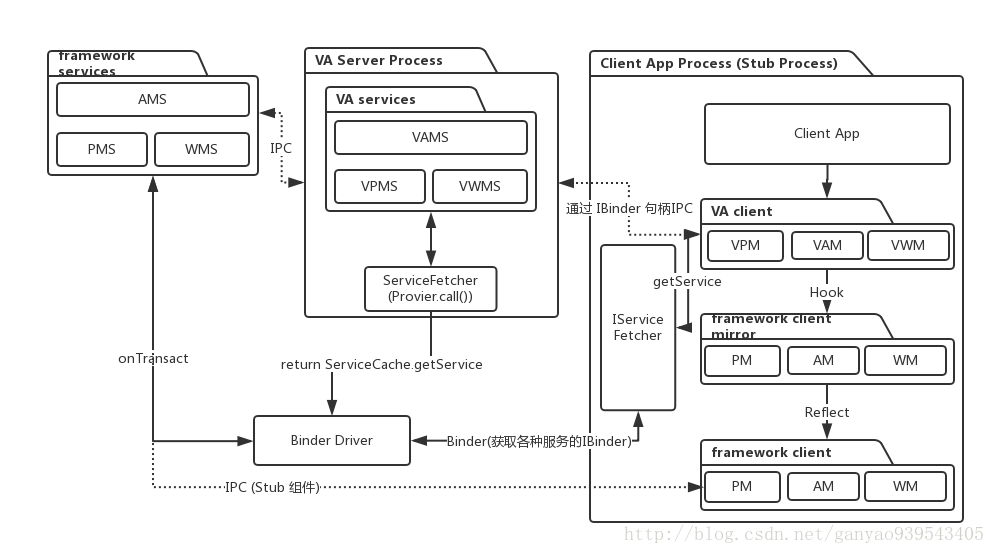 framework
services
AMS
PMS
WMS
IPC
VA Server Process
VA services
VAMS
VPMS
VWMS
ServiceFetcher
(Provier.call())
Client App Process (Stub Process)
Client App
通过 IBinder 句柄IPC
VA client
VPM
VAM
VWM
getService
Hook
IService
Fetcher
framework client
mirror
PM
AM
WM
onTransact
return ServiceCache.getService
Reflect
Binder Driver
Binder(获取各种服务的IBinder)
framework client
PM
AM
WM
IPC (Stub 组件)
http://blog.csdn.net/ganyao939543405